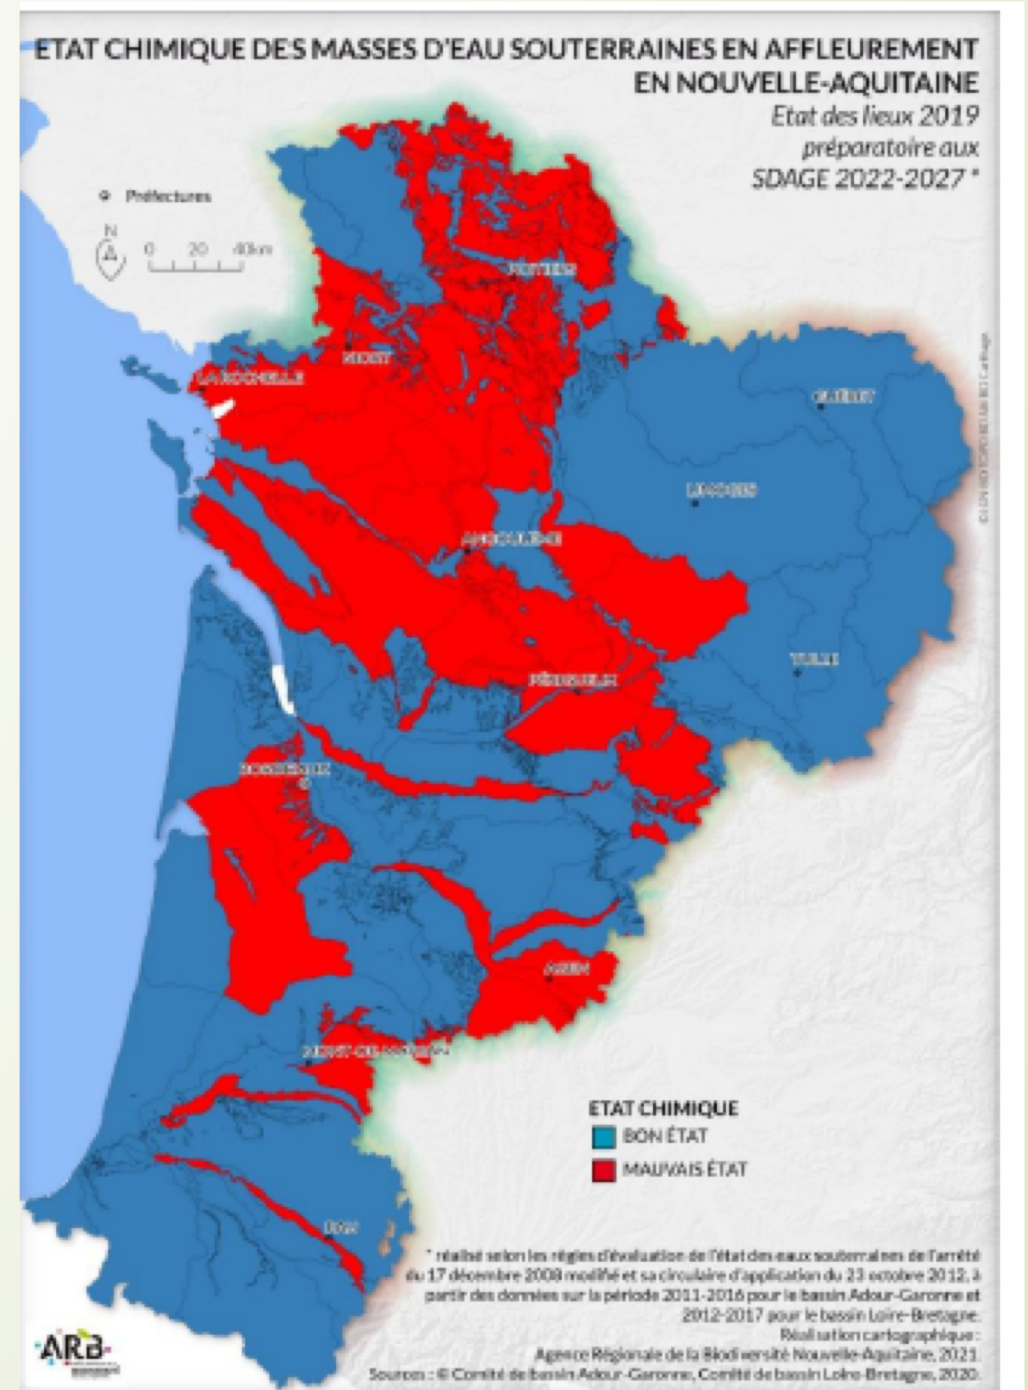 ETAT CHIMIQUE DES MASSES D'EAU SOUTERRAINES EN AFFLEUREMENT
EN NOUVELLE-AQUITAINE
Etat des lieux 2019
préparatoire aux
SDAGE 2022-2027 *
Préfectures
N
0 20 40km
POITIERS
NIORT
LA ROCHELLE
GUÉRET
LIMOGES
ANGOULÊME
TULLE
PÉRIGUEUX
BORDEAUX
AGEN
MONT-DE-MARSAN
PAU
ETAT CHIMIQUE
BON ÉTAT
MAUVAIS ÉTAT
* réalisé selon les règles d'évaluation de l'état des eaux souterraines de l'arrêté
du 17 décembre 2008 modifié et sa circulaire d'application du 23 octobre 2012, à
partir des données sur la période 2011-2016 pour le bassin Adour-Garonne et
2012-2017 pour le bassin Loire-Bretagne.
Réalisation cartographique :
Agence Régionale de la Biodiversité Nouvelle-Aquitaine, 2021.
Sources : © Comité de bassin Adour-Garonne, Comité de bassin Loire-Bretagne, 2020.
ARB